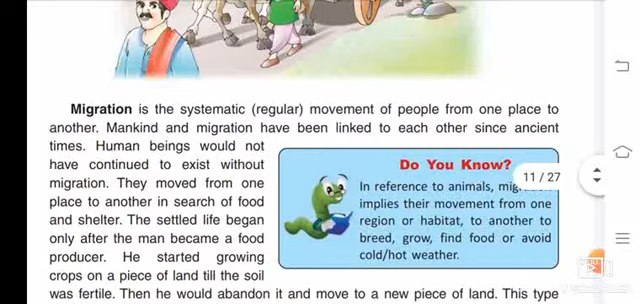 Migration is the systematic (regular) movement of people from one place to
another. Mankind and migration have been linked to each other since ancient
times. Human beings would not
have continued to exist without
migration. They moved from one
place to another in search of food
and shelter. The settled life began
only after the man became a food
producer. He started growing
crops on a piece of land till the soil
was fertile. Then he would abandon it and move to a new piece of land. This type
Do You Know?
11 / 27
In reference to animals,
implies their movement from one
region or habitat, to another to
breed, grow, find food or avoid
cold/hot weather.